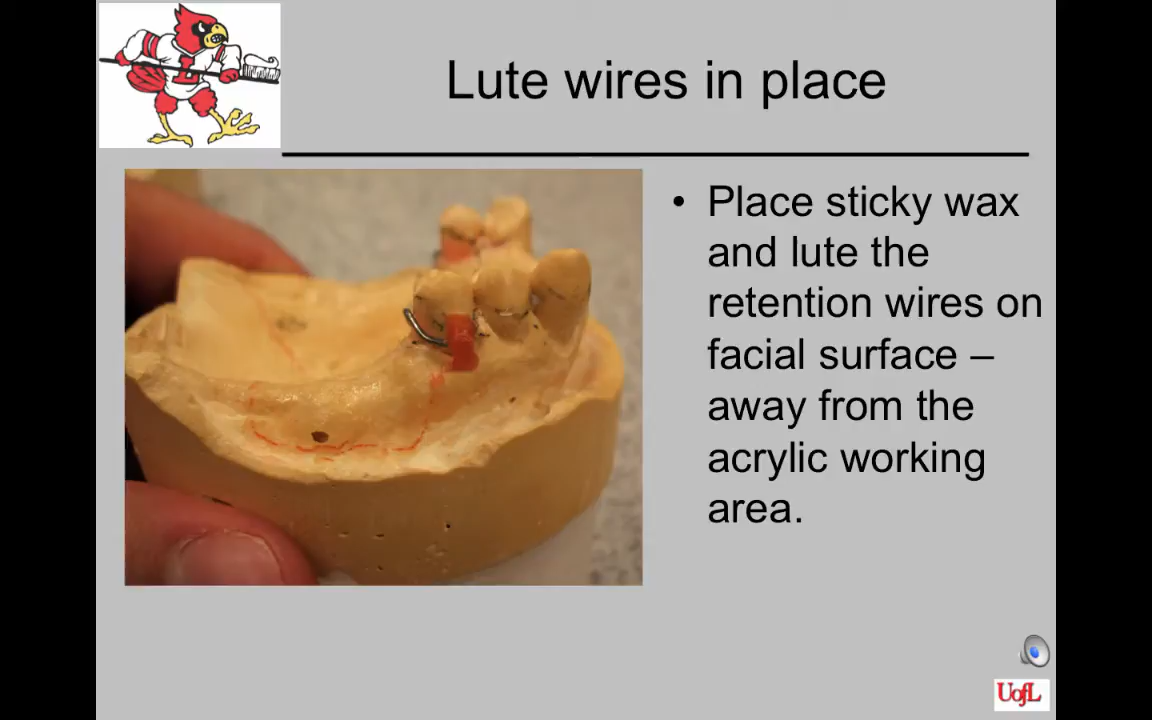 Lute wires in place
• Place sticky wax
and lute the
retention wires on
facial surface –
away from the
acrylic working
area.
UofL